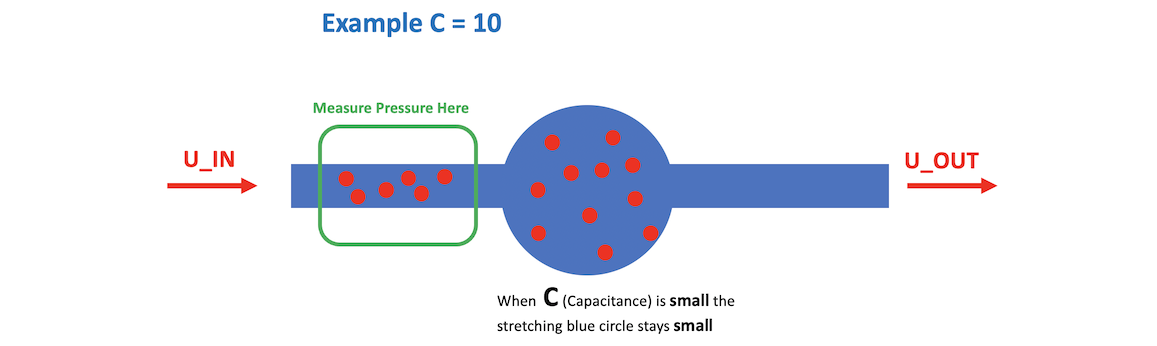 Example C = 10
Measure Pressure Here
U_IN
U_OUT
When C (Capacitance) is small the
stretching blue circle stays small